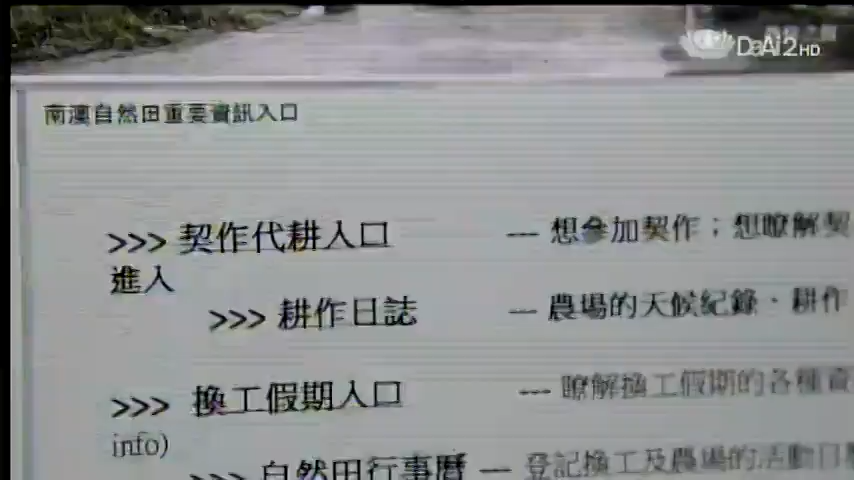 DaAi2HD
南澳自然田重要資訊入口
>>> 契作代耕入口 --- 想參加契作；想瞭解契
進入
>>> 耕作日誌 --- 農場的天候紀錄、耕作
>>> 換工假期入口 --- 瞭解換工假期的各種資
info)
>>> 自然田行事曆 --- 登記換工及農場的活動日曆